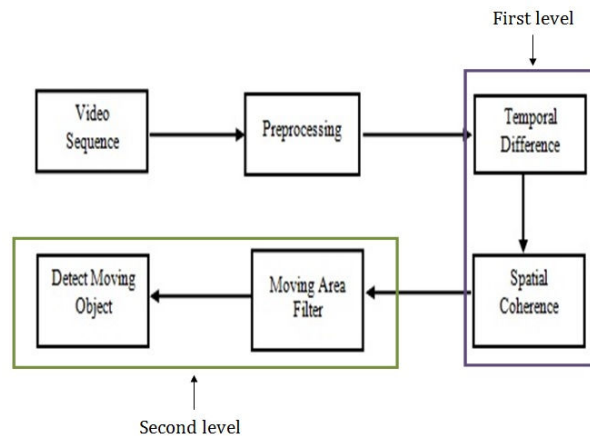 First level
Video
Sequence
Preprocessing
Temporal
Difference
Detect Moving
Object
Moving Area
Filter
Spatial
Coherence
Second level